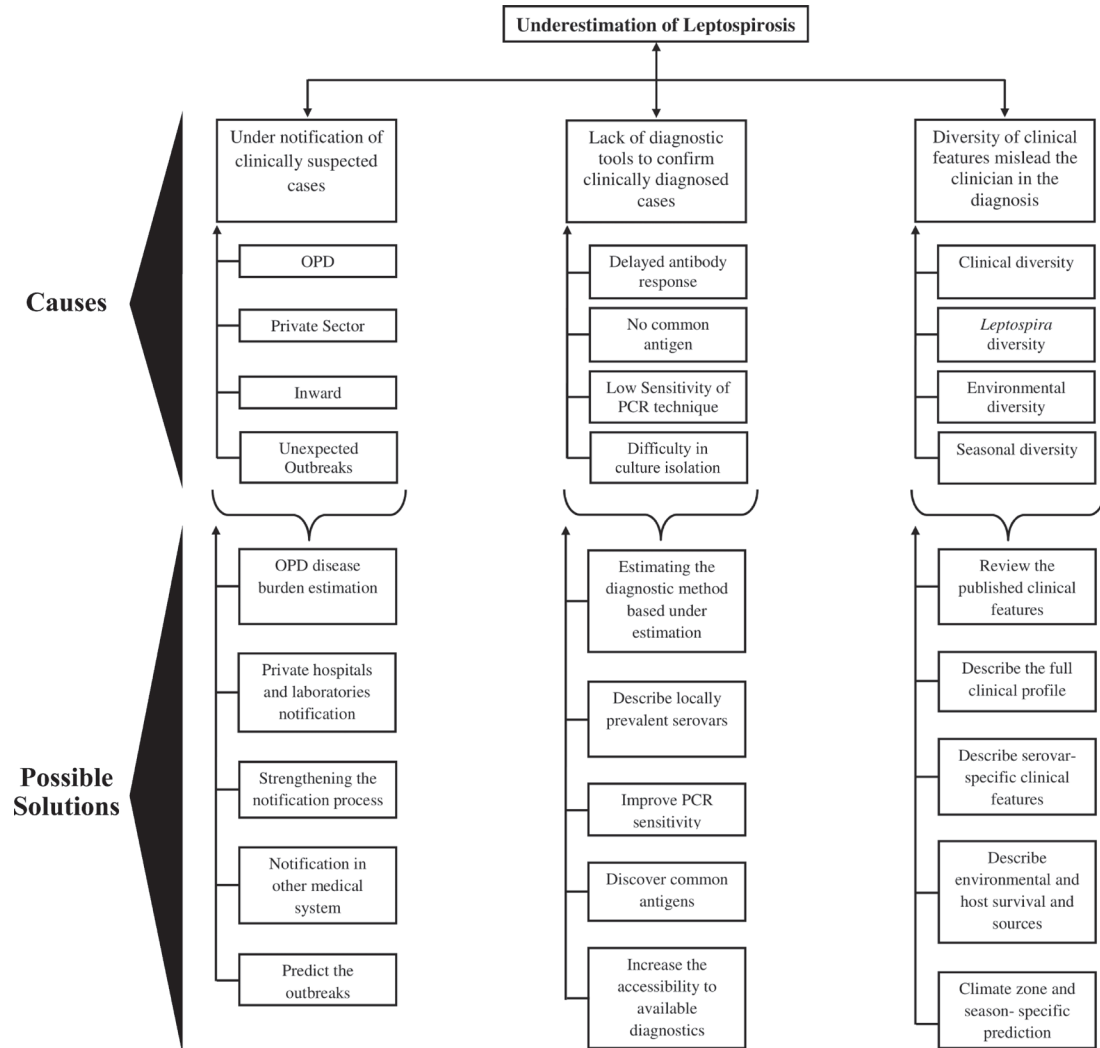 Underestimation of Leptospirosis
Under notification of
clinically suspected
cases
Lack of diagnostic
tools to confirm
clinically diagnosed
cases
Diversity of clinical
features mislead the
clinician in the
diagnosis
Causes
OPD
Private Sector
Inward
Unexpected
Outbreaks
Delayed antibody
response
No common
antigen
Low Sensitivity of
PCR technique
Difficulty in
culture isolation
Clinical diversity
Leptospira
diversity
Environmental
diversity
Seasonal diversity
Possible
Solutions
OPD disease
burden estimation
Private hospitals
and laboratories
notification
Strengthening the
notification process
Notification in
other medical
system
Predict the
outbreaks
Estimating the
diagnostic method
based under
estimation
Describe locally
prevalent serovars
Improve PCR
sensitivity
Discover common
antigens
Increase the
accessibility to
available
diagnostics
Review the
published clinical
features
Describe the full
clinical profile
Describe serovar-
specific clinical
features
Describe
environmental and
host survival and
sources
Climate zone and
season- specific
prediction